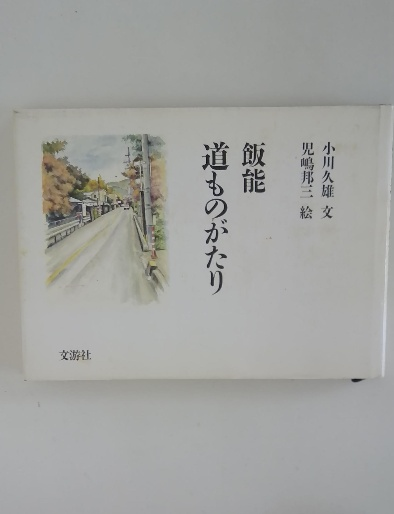 小川久雄 文
児嶋邦三 絵
飯能
道ものがたり
文游社